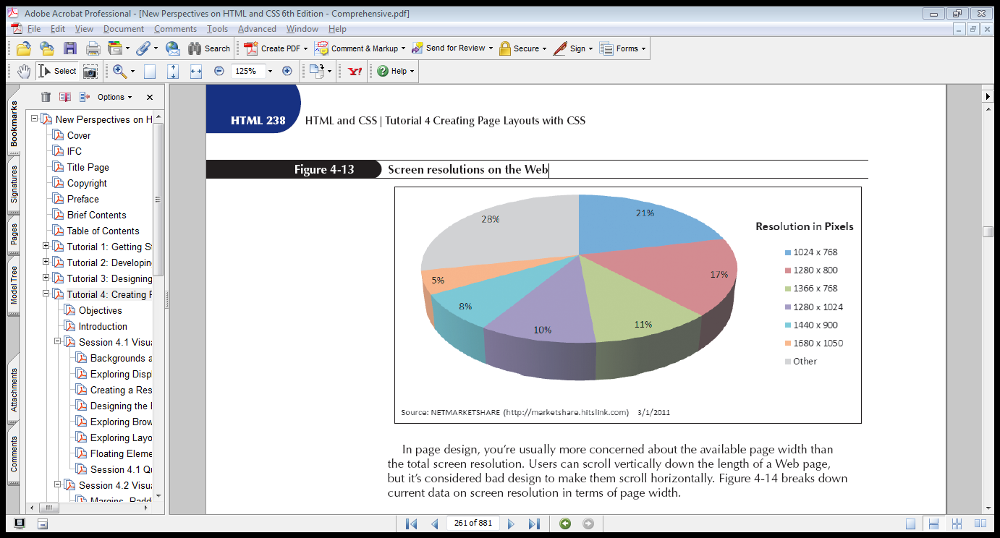 Adobe Acrobat Professional - [New Perspectives on HTML and CSS 6th Edition - Comprehensive.pdf]
File Edit View Document Comments Tools Advanced Window Help
Search Create PDF Comment & Markup Send for Review Secure Sign Forms
Select 125% Y! Help
Options
Bookmarks
Signatures
Pages
Model Tree
Attachments
Comments
New Perspectives on H
Cover
IFC
Title Page
Copyright
Preface
Brief Contents
Table of Contents
Tutorial 1: Getting S
Tutorial 2: Developin
Tutorial 3: Designing
Tutorial 4: Creating P
Objectives
Introduction
Session 4.1 Visua
Backgrounds a
Exploring Disp
Creating a Res
Designing the
Exploring Brow
Exploring Layo
Floating Eleme
Session 4.1 Qu
Session 4.2 Visua
Margins, Padd
HTML 238 HTML and CSS | Tutorial 4 Creating Page Layouts with CSS
Figure 4-13 Screen resolutions on the Web
28%
21%
17%
11%
10%
8%
5%
Resolution in Pixels
1024 x 768
1280 x 800
1366 x 768
1280 x 1024
1440 x 900
1680 x 1050
Other
Source: NETMARKETSHARE (http://marketshare.hitslink.com) 3/1/2011
In page design, you're usually more concerned about the available page width than
the total screen resolution. Users can scroll vertically down the length of a Web page,
but it's considered bad design to make them scroll horizontally. Figure 4-14 breaks down
current data on screen resolution in terms of page width.
261 of 881